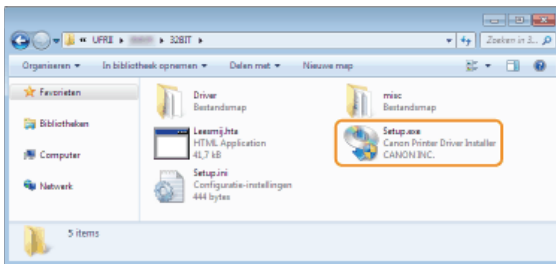 « UFRII ▸ ▸ 32BIT ▸
Zoeken in 3...
Organiseren ▾ In bibliotheek opnemen ▾ Delen met ▾ Nieuwe map
Favorieten
Bibliotheken
Computer
Netwerk
Driver
Bestandsmap
misc
Bestandsmap
Leesmij.hta
HTML Application
41,7 kB
Setup.exe
Canon Printer Driver Installer
CANON INC.
Setup.ini
Configuratie-instellingen
444 bytes
5 items